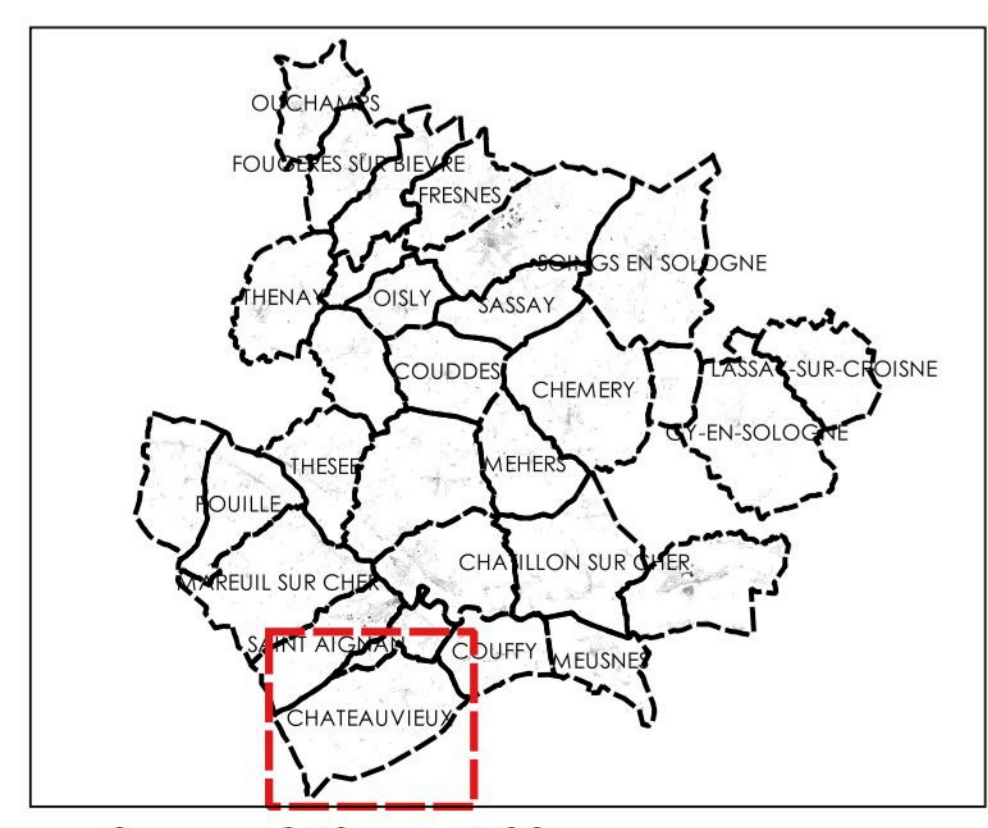 OUCHAMPS
FOUGERES SUR BIEVRE
FRESNES
SOINGS EN SOLOGNE
THENAY
OISLY
SASSAY
COUDDES
LASSAY-SUR-CROISNE
CHEMERY
GY-EN-SOLOGNE
THESEE
MEHERS
POUILLE
CHATILLON SUR CHER
MAREUIL SUR CHER
SAINT AIGNAN
COUFFY
MEUSNES
CHATEAUVIEUX